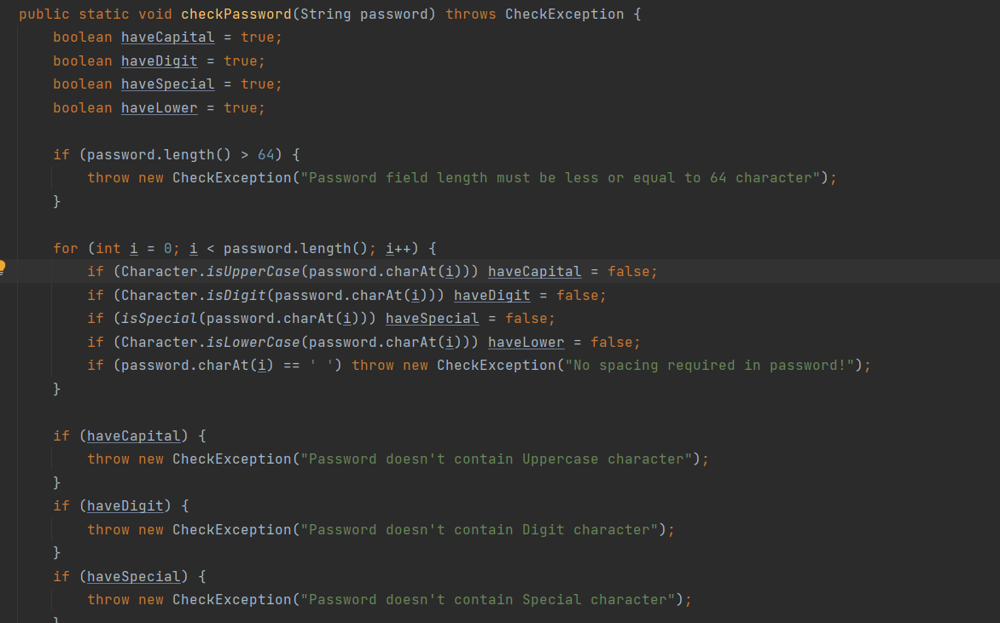 public static void checkPassword(String password) throws CheckException {
    boolean haveCapital = true;
    boolean haveDigit = true;
    boolean haveSpecial = true;
    boolean haveLower = true;

    if (password.length() > 64) {
        throw new CheckException("Password field length must be less or equal to 64 character");
    }

    for (int i = 0; i < password.length(); i++) {
        if (Character.isUpperCase(password.charAt(i))) haveCapital = false;
        if (Character.isDigit(password.charAt(i))) haveDigit = false;
        if (isSpecial(password.charAt(i))) haveSpecial = false;
        if (Character.isLowerCase(password.charAt(i))) haveLower = false;
        if (password.charAt(i) == ' ') throw new CheckException("No spacing required in password!");
    }

    if (haveCapital) {
        throw new CheckException("Password doesn't contain Uppercase character");
    }
    if (haveDigit) {
        throw new CheckException("Password doesn't contain Digit character");
    }
    if (haveSpecial) {
        throw new CheckException("Password doesn't contain Special character");
    }